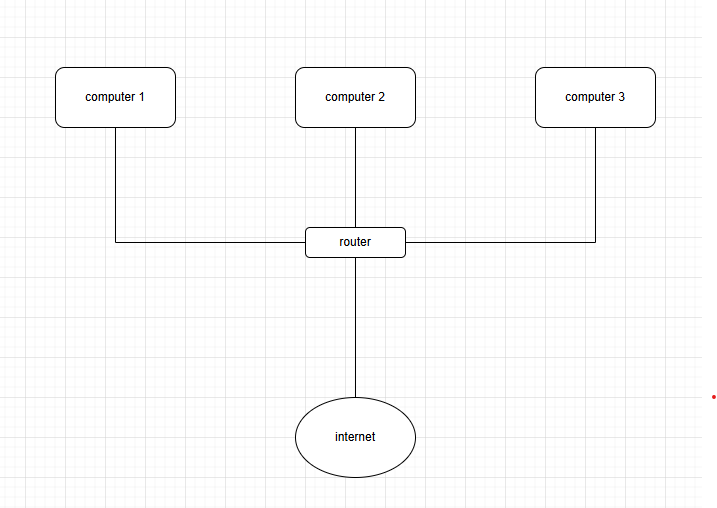 computer 1
computer 2
computer 3
router
internet